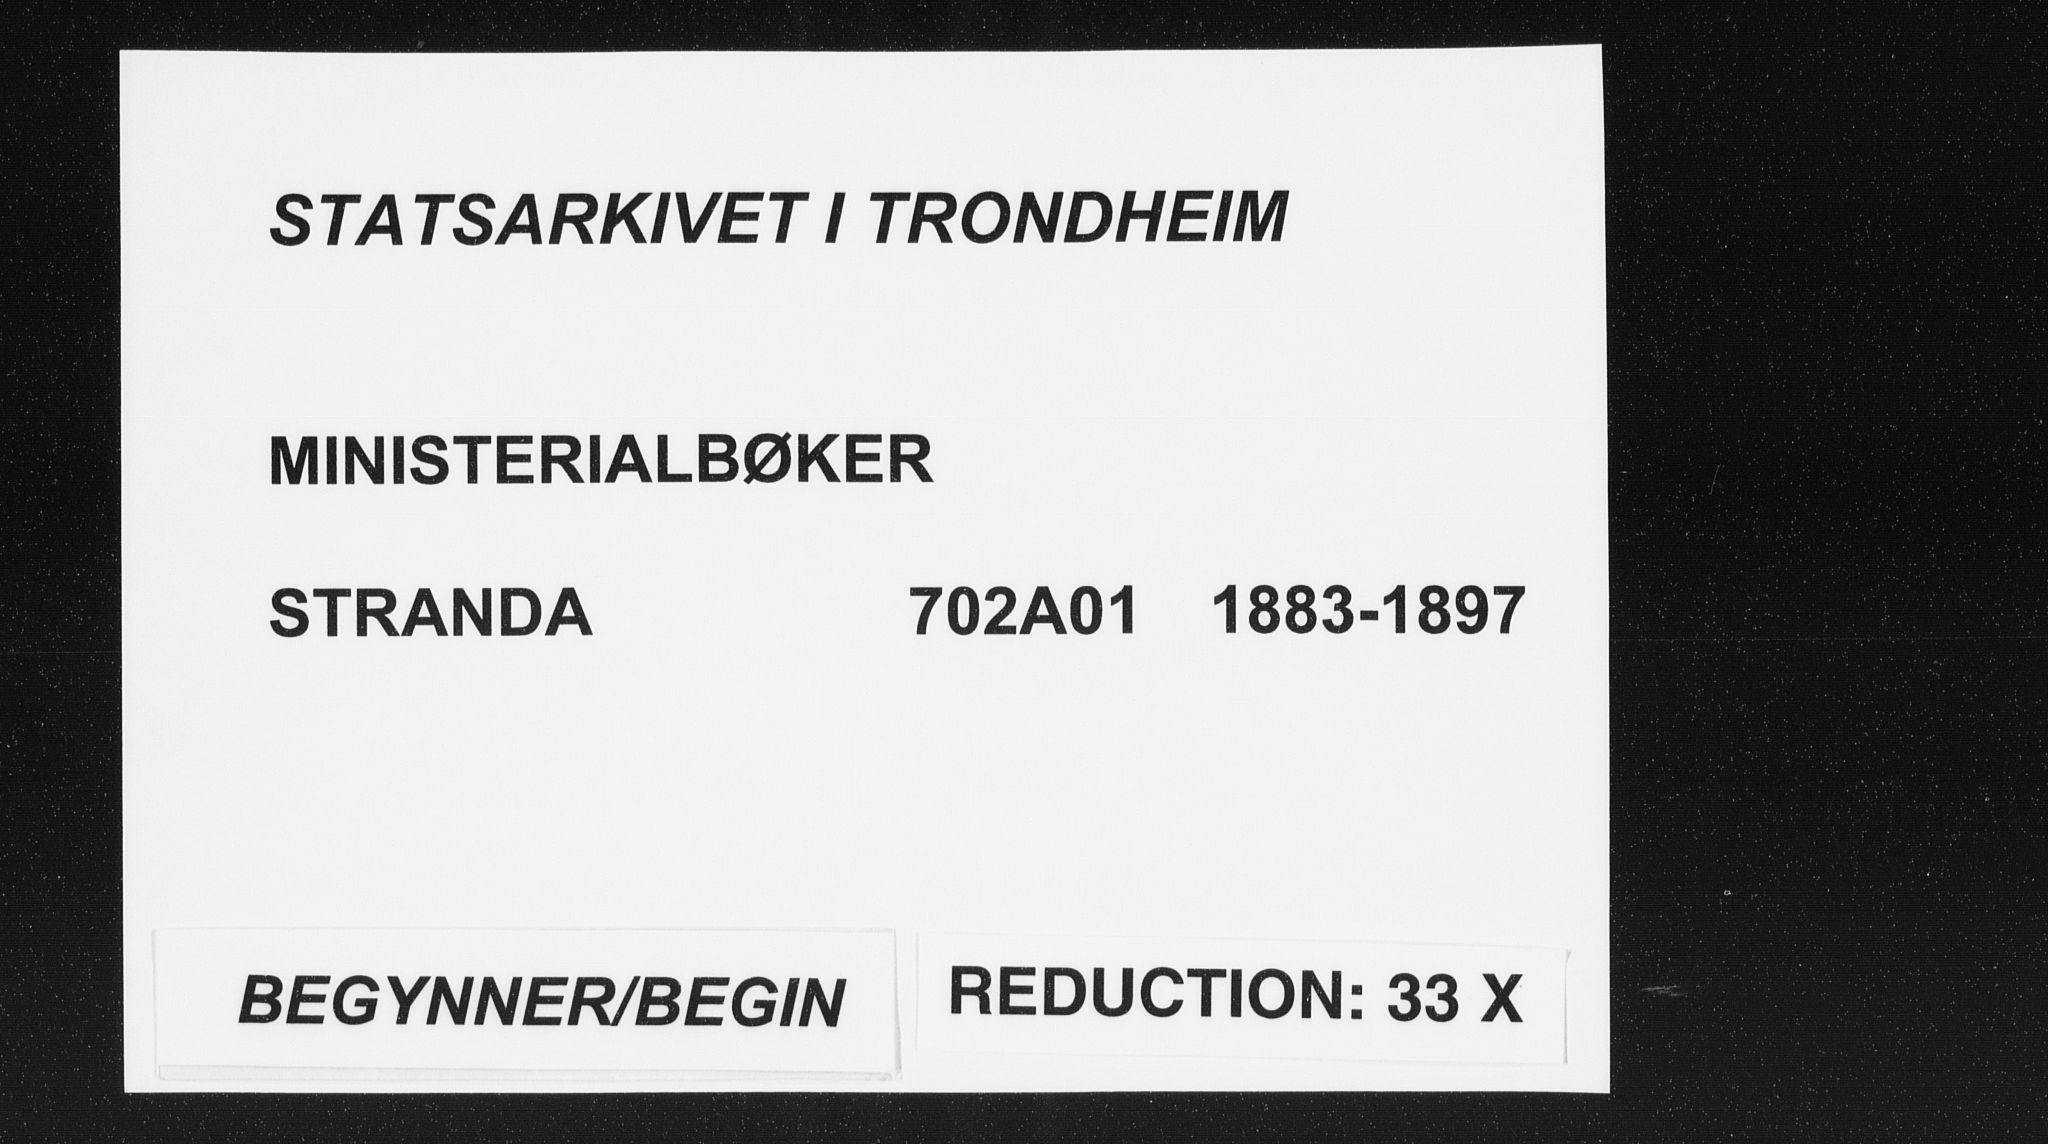 STATSARKIVET I TRONDHEIM
MINISTERIALBØKER
STRANDA 702A01 1883-1897
BEGYNNER/BEGIN
REDUCTION: 33 X